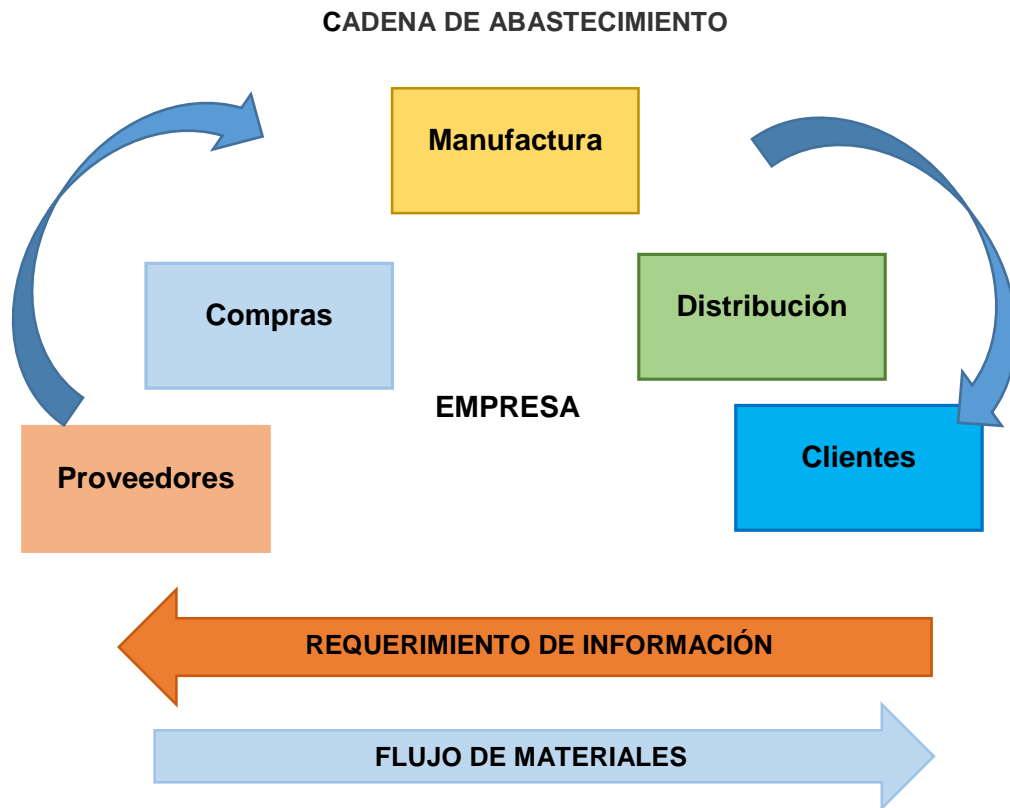 CADENA DE ABASTECIMIENTO
Manufactura
Compras
Distribución
EMPRESA
Proveedores
Clientes
REQUERIMIENTO DE INFORMACIÓN
FLUJO DE MATERIALES